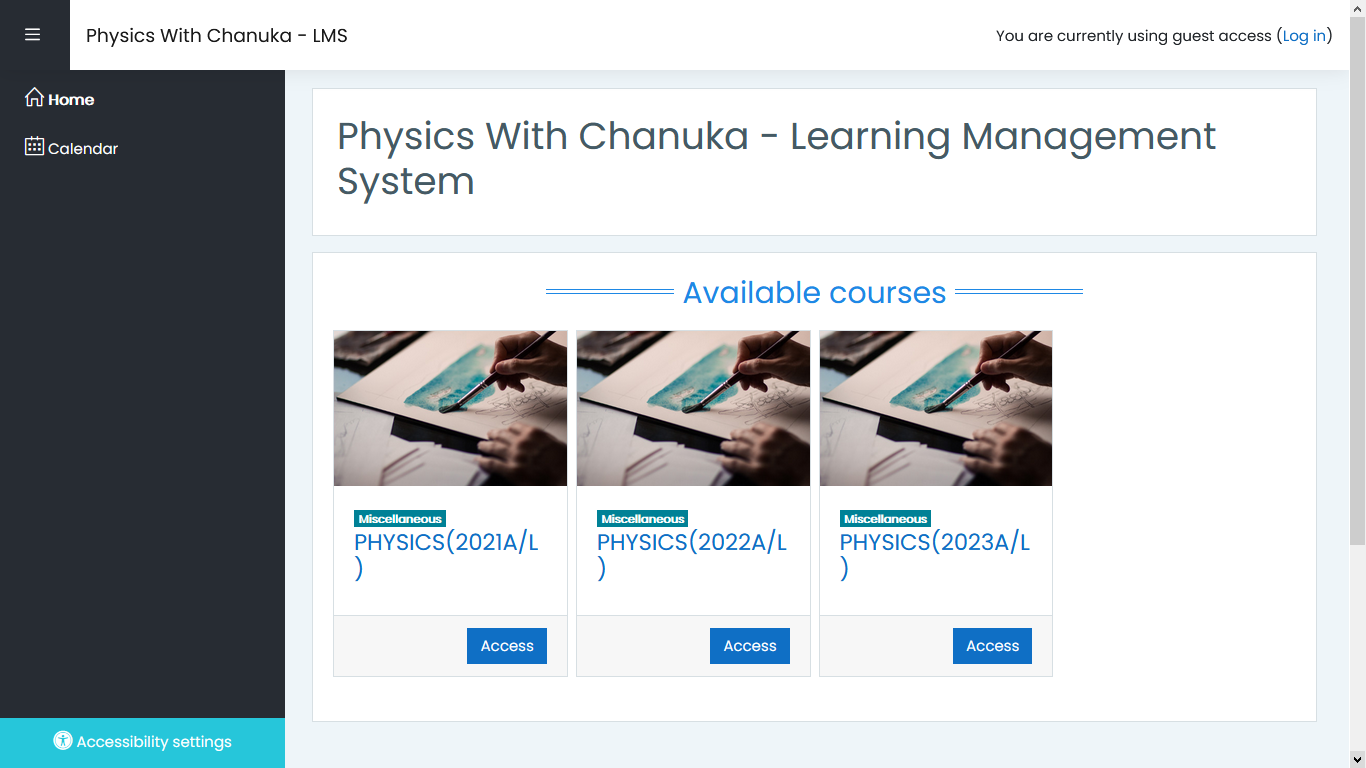 Physics With Chanuka - LMS
You are currently using guest access (Log in)
Home
Calendar
Accessibility settings
Physics With Chanuka - Learning Management
System
Available courses
Miscellaneous
PHYSICS(2021A/L
)
Access
Miscellaneous
PHYSICS(2022A/L
)
Access
Miscellaneous
PHYSICS(2023A/L
)
Access